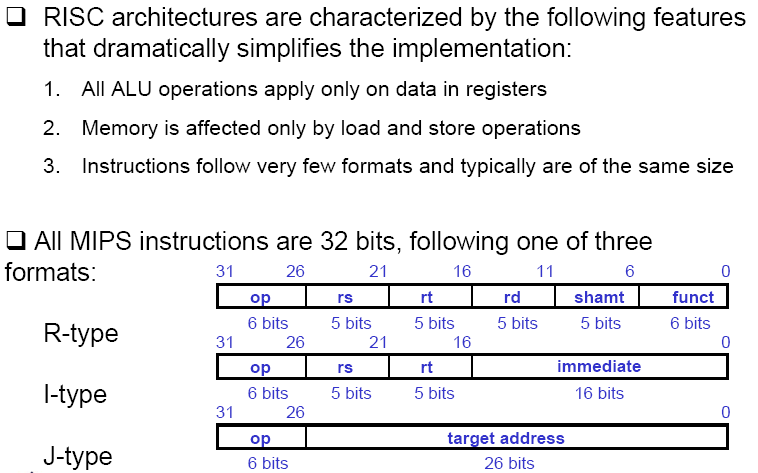 ❑ RISC architectures are characterized by the following features
that dramatically simplifies the implementation:
1. All ALU operations apply only on data in registers
2. Memory is affected only by load and store operations
3. Instructions follow very few formats and typically are of the same size
❑ All MIPS instructions are 32 bits, following one of three
formats:
31 26 21 16 11 6 0
op rs rt rd shamt funct
6 bits 5 bits 5 bits 5 bits 5 bits 6 bits
R-type
31 26 21 16 0
op rs rt immediate
6 bits 5 bits 5 bits 16 bits
I-type
31 26 0
op target address
J-type
6 bits 26 bits